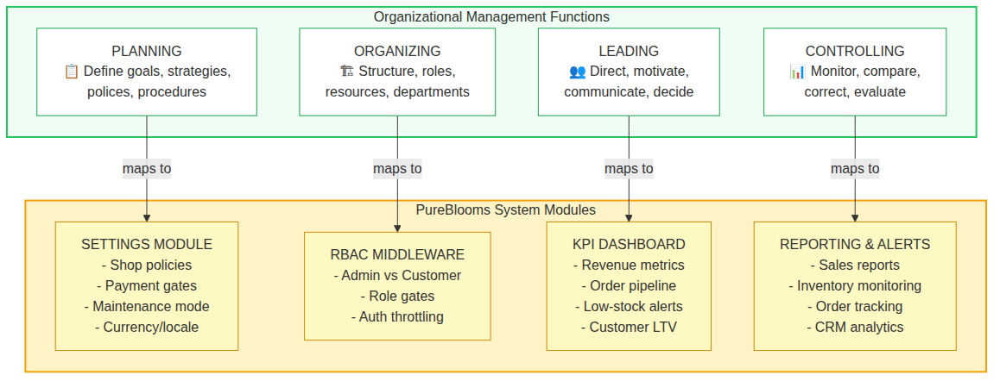 Organizational Management Functions
PLANNING
📋 Define goals, strategies,
polices, procedures
ORGANIZING
🏗 Structure, roles,
resources, departments
LEADING
👥 Direct, motivate,
communicate, decide
CONTROLLING
📊 Monitor, compare,
correct, evaluate
maps to
maps to
maps to
maps to
PureBlooms System Modules
SETTINGS MODULE
- Shop policies
- Payment gates
- Maintenance mode
- Currency/locale
RBAC MIDDLEWARE
- Admin vs Customer
- Role gates
- Auth throttling
KPI DASHBOARD
- Revenue metrics
- Order pipeline
- Low-stock alerts
- Customer LTV
REPORTING & ALERTS
- Sales reports
- Inventory monitoring
- Order tracking
- CRM analytics